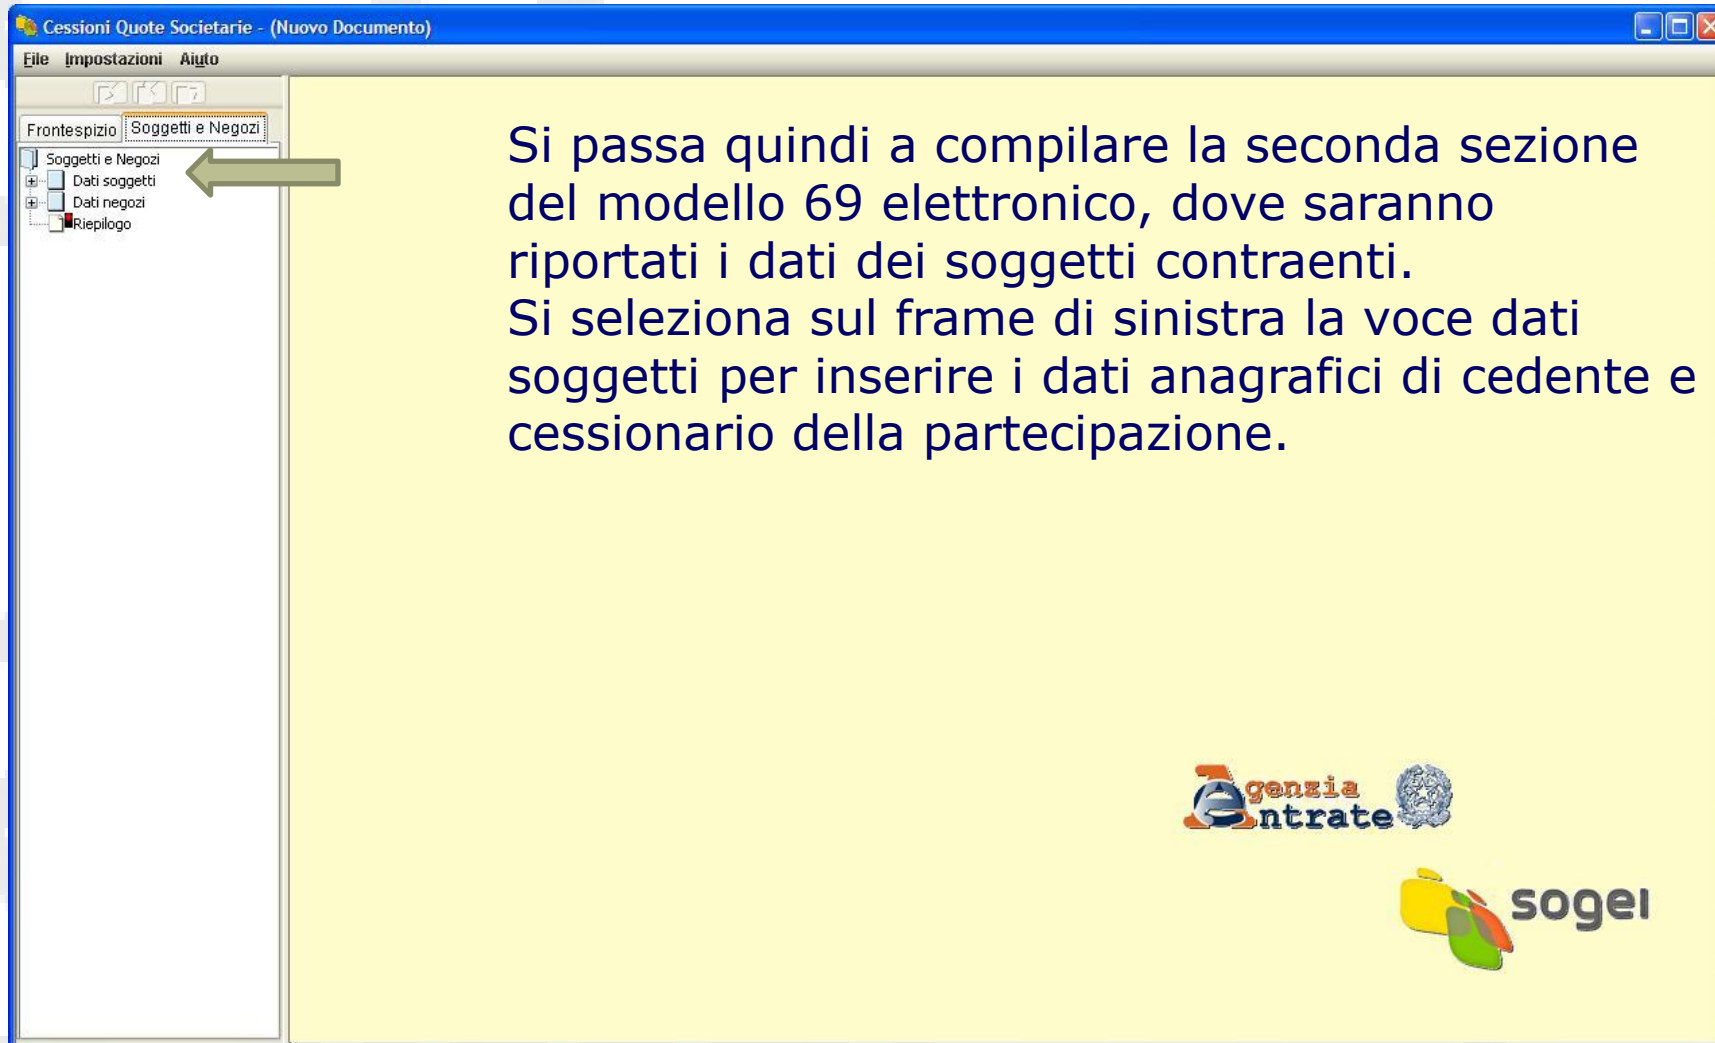 Cessioni Quote Societarie - (Nuovo Documento)
File Impostazioni Aiuto
Frontespizio Soggetti e Negozi
Soggetti e Negozi
Dati soggetti
Dati negozi
Riepilogo
Si passa quindi a compilare la seconda sezione
del modello 69 elettronico, dove saranno
riportati i dati dei soggetti contraenti.
Si seleziona sul frame di sinistra la voce dati
soggetti per inserire i dati anagrafici di cedente e
cessionario della partecipazione.
Agenzia
Entrate
sogei